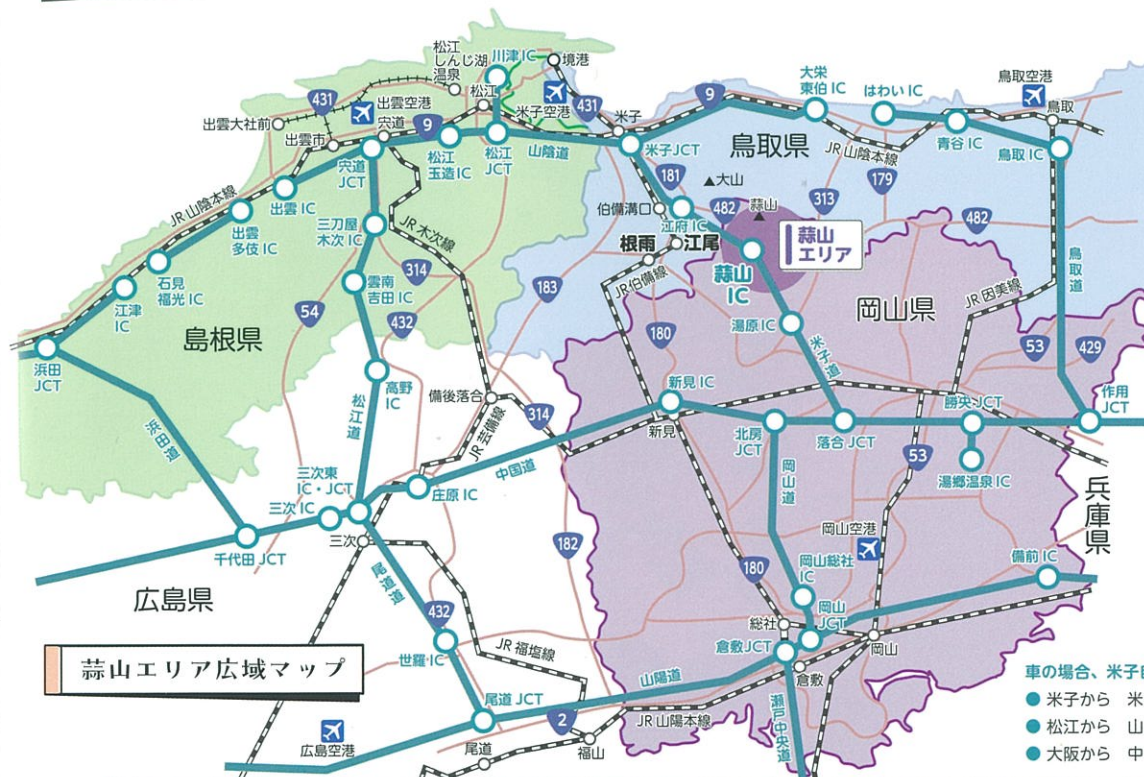 松江
しんじ湖
温泉
川津IC
境港
431
出雲空港
松江
米子空港
431
9
大栄
東伯IC
はわいIC
鳥取空港
鳥取
出雲大社前
出雲市
宍道
9
米子
宍道
JCT
松江
玉造IC
松江
JCT
山陰道
米子JCT
鳥取県
JR山陰本線
青谷IC
鳥取IC
JR山陰本線
出雲IC
出雲
多伎IC
石見
福光IC
江津
IC
浜田
JCT
島根県
三刀屋
木次IC
JR木次線
雲南
吉田IC
314
54
432
183
181
▲大山
482
蒜山
▲
313
179
482
伯備溝口
江府IC
根雨
江尾
蒜山
エリア
蒜山
IC
JR伯備線
180
湯原IC
岡山県
JR因美線
鳥取道
53
429
米子道
浜田道
高野
IC
松江道
備後落合
314
JR芸備線
新見IC
新見
中国道
北房
JCT
落合JCT
勝央JCT
作用
JCT
湯郷温泉IC
53
兵庫県
三次東
IC・JCT
三次IC
庄原IC
千代田JCT
三次
尾道道
182
岡山道
岡山空港
180
岡山総社
IC
備前IC
広島県
432
岡山
JCT
総社
倉敷JCT
岡山
倉敷
世羅IC
JR福塩線
山陽道
瀬戸中央道
尾道JCT
2
JR山陽本線
広島空港
尾道
福山
蒜山エリア広域マップ
車の場合、米子
●米子から 米
●松江から 山
●大阪から 中